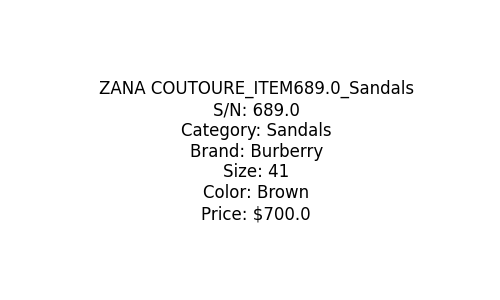 ZANA COUTOURE_ITEM689.0_Sandals
S/N: 689.0
Category: Sandals
Brand: Burberry
Size: 41
Color: Brown
Price: $700.0